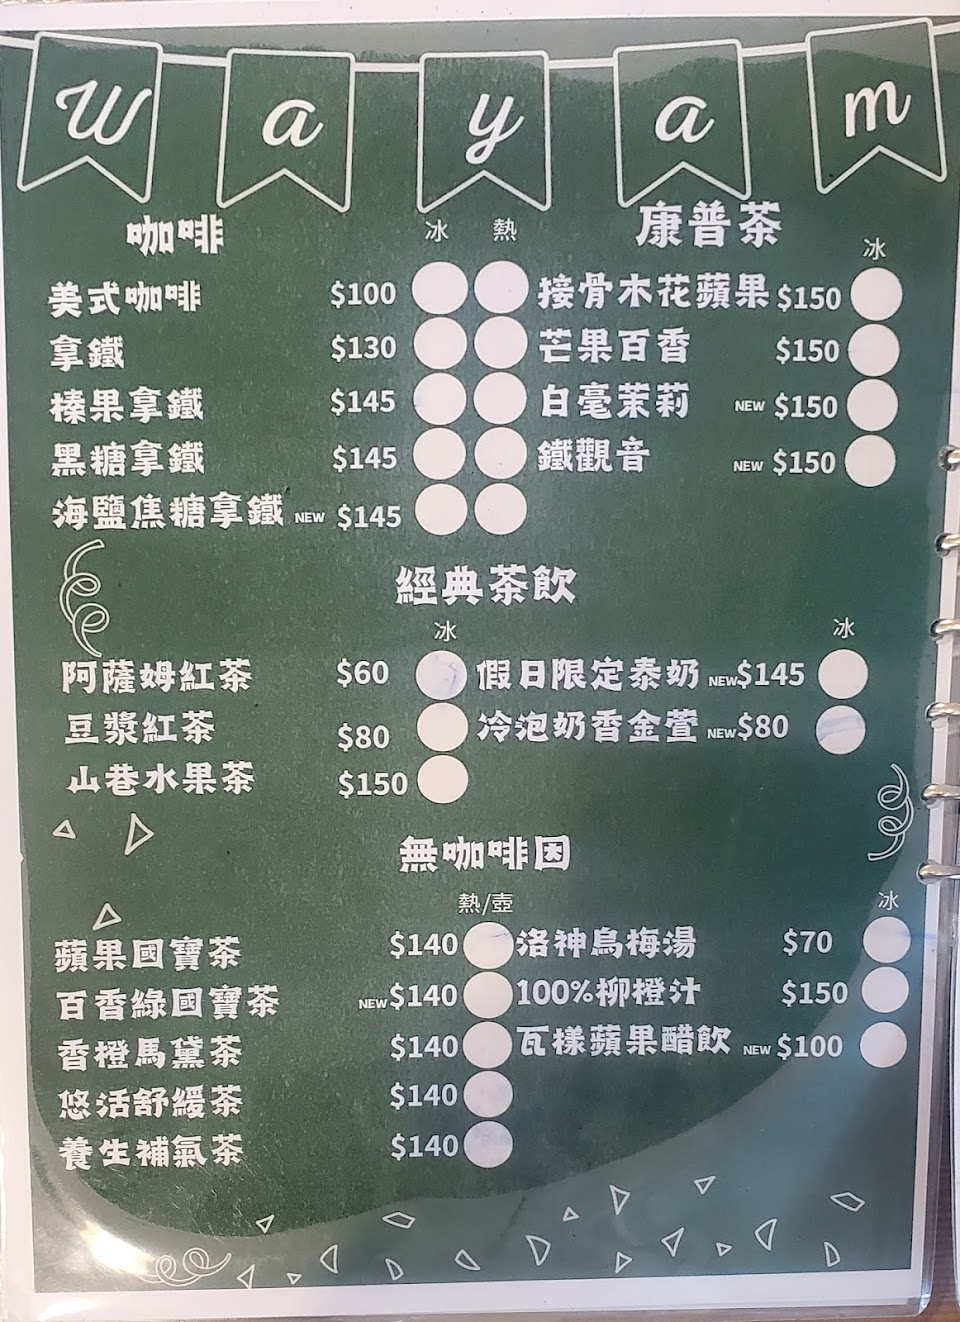 Wayam
咖啡 冰 熱
美式咖啡 $100
拿鐵 $130
榛果拿鐵 $145
黑糖拿鐵 $145
海鹽焦糖拿鐵 NEW $145
康普茶 冰
接骨木花蘋果 $150
芒果百香 $150
白毫茉莉 NEW $150
鐵觀音 NEW $150
經典茶飲
冰
阿薩姆紅茶 $60
豆漿紅茶 $80
山巷水果茶 $150
冰
假日限定泰奶 NEW $145
冷泡奶香金萱 NEW $80
無咖啡因
熱/壺
蘋果國寶茶 $140
百香綠國寶茶 NEW $140
香橙馬黛茶 $140
悠活舒緩茶 $140
養生補氣茶 $140
冰
洛神烏梅湯 $70
100%柳橙汁 $150
瓦樣蘋果醋飲 NEW $100